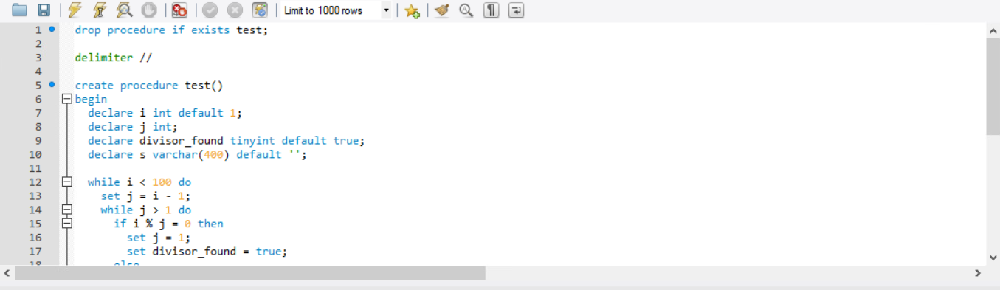 Limit to 1000 rows
1 drop procedure if exists test;
2
3 delimiter //
4
5 create procedure test()
6 begin
7 declare i int default 1;
8 declare j int;
9 declare divisor_found tinyint default true;
10 declare s varchar(400) default '';
11
12 while i < 100 do
13 set j = i - 1;
14 while j > 1 do
15 if i % j = 0 then
16 set j = 1;
17 set divisor_found = true;
18 else